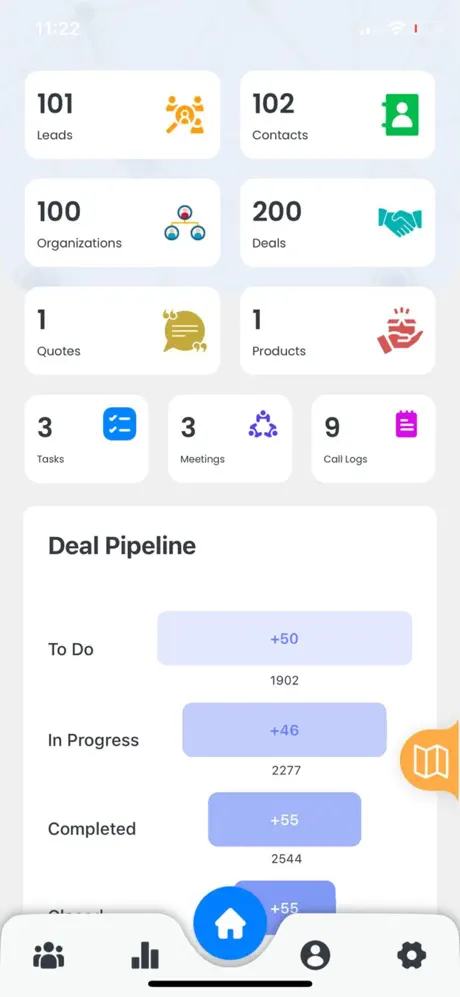 11:22
101
Leads
102
Contacts
100
Organizations
200
Deals
1
Quotes
1
Products
3
Tasks
3
Meetings
9
Call Logs
Deal Pipeline
To Do
+50
1902
In Progress
+46
2277
Completed
+55
2544
+55